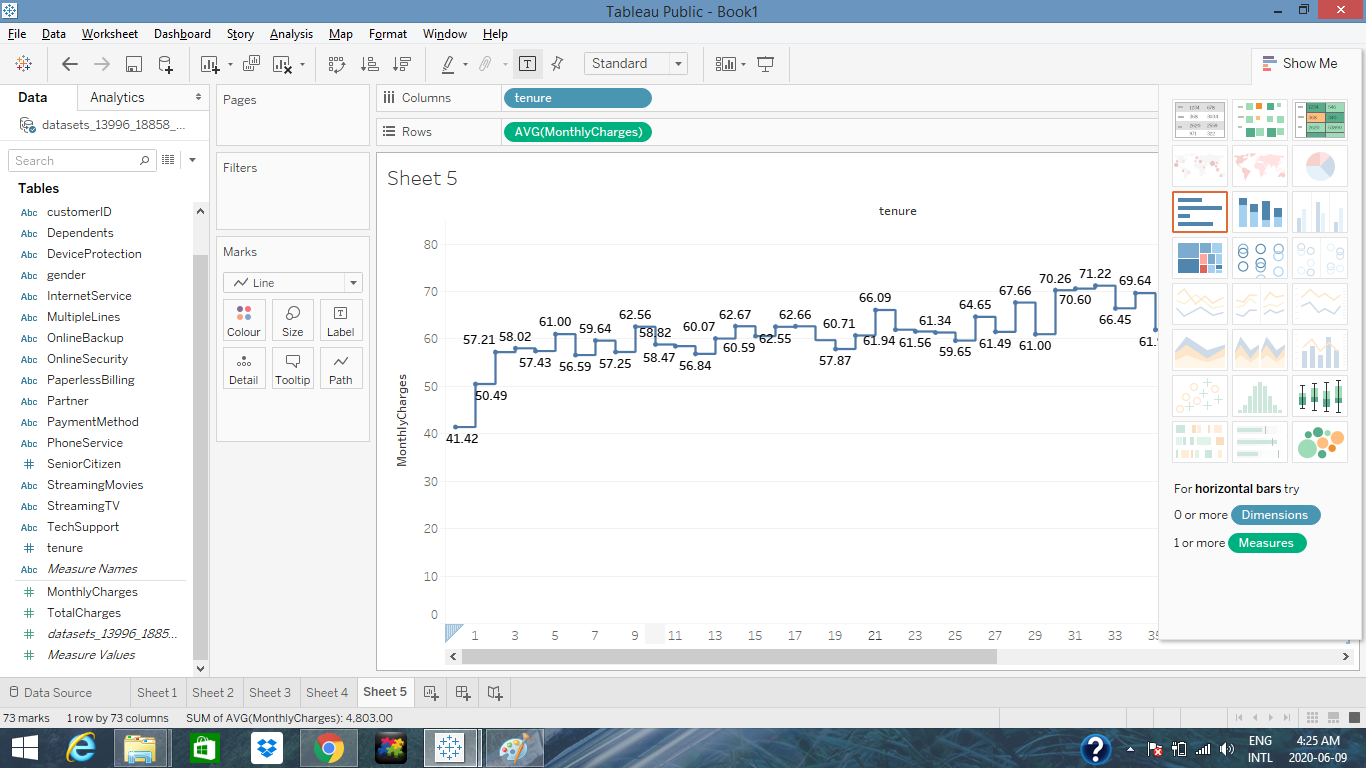 Tableau Public - Book1
File Data Worksheet Dashboard Story Analysis Map Format Window Help
Standard
Show Me
Data Analytics
datasets_13996_18858_...
Search
Tables
Abc customerID
Abc Dependents
Abc DeviceProtection
Abc gender
Abc InternetService
Abc MultipleLines
Abc OnlineBackup
Abc OnlineSecurity
Abc PaperlessBilling
Abc Partner
Abc PaymentMethod
Abc PhoneService
# SeniorCitizen
Abc StreamingMovies
Abc StreamingTV
Abc TechSupport
# tenure
Abc Measure Names
# MonthlyCharges
# TotalCharges
# datasets_13996_1885...
# Measure Values
Pages
Filters
Marks
Line
Colour Size Label
Detail Tooltip Path
Columns tenure
Rows AVG(MonthlyCharges)
Sheet 5
tenure
MonthlyCharges
80
70
60
50
40
30
20
10
0
41.42
50.49
57.21
58.02
57.43
61.00
56.59
59.64
57.25
62.56
58.82
58.47
60.07
56.84
62.67
60.59
62.55
62.66
60.71
57.87
66.09
61.94
61.56
61.34
59.65
64.65
61.49
67.66
61.00
70.26
70.60
71.22
66.45
69.64
1 3 5 7 9 11 13 15 17 19 21 23 25 27 29 31 33
For horizontal bars try
0 or more Dimensions
1 or more Measures
Data Source Sheet 1 Sheet 2 Sheet 3 Sheet 4 Sheet 5
73 marks 1 row by 73 columns SUM of AVG(MonthlyCharges): 4,803.00
ENG
INTL
4:25 AM
2020-06-09